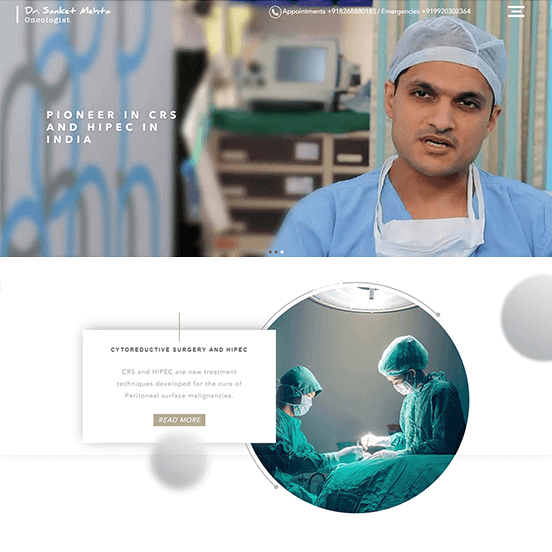 Dr. Sanket Mehta
Oncologist
Appointments +918268880185 / Emergencies +919920302364
PIONEER IN CRS
AND HIPEC IN
INDIA
CYTOREDUCTIVE SURGERY AND HIPEC
CRS and HIPEC are new treatment
techniques developed for the cure of
Peritoneal surface malignancies.
READ MORE